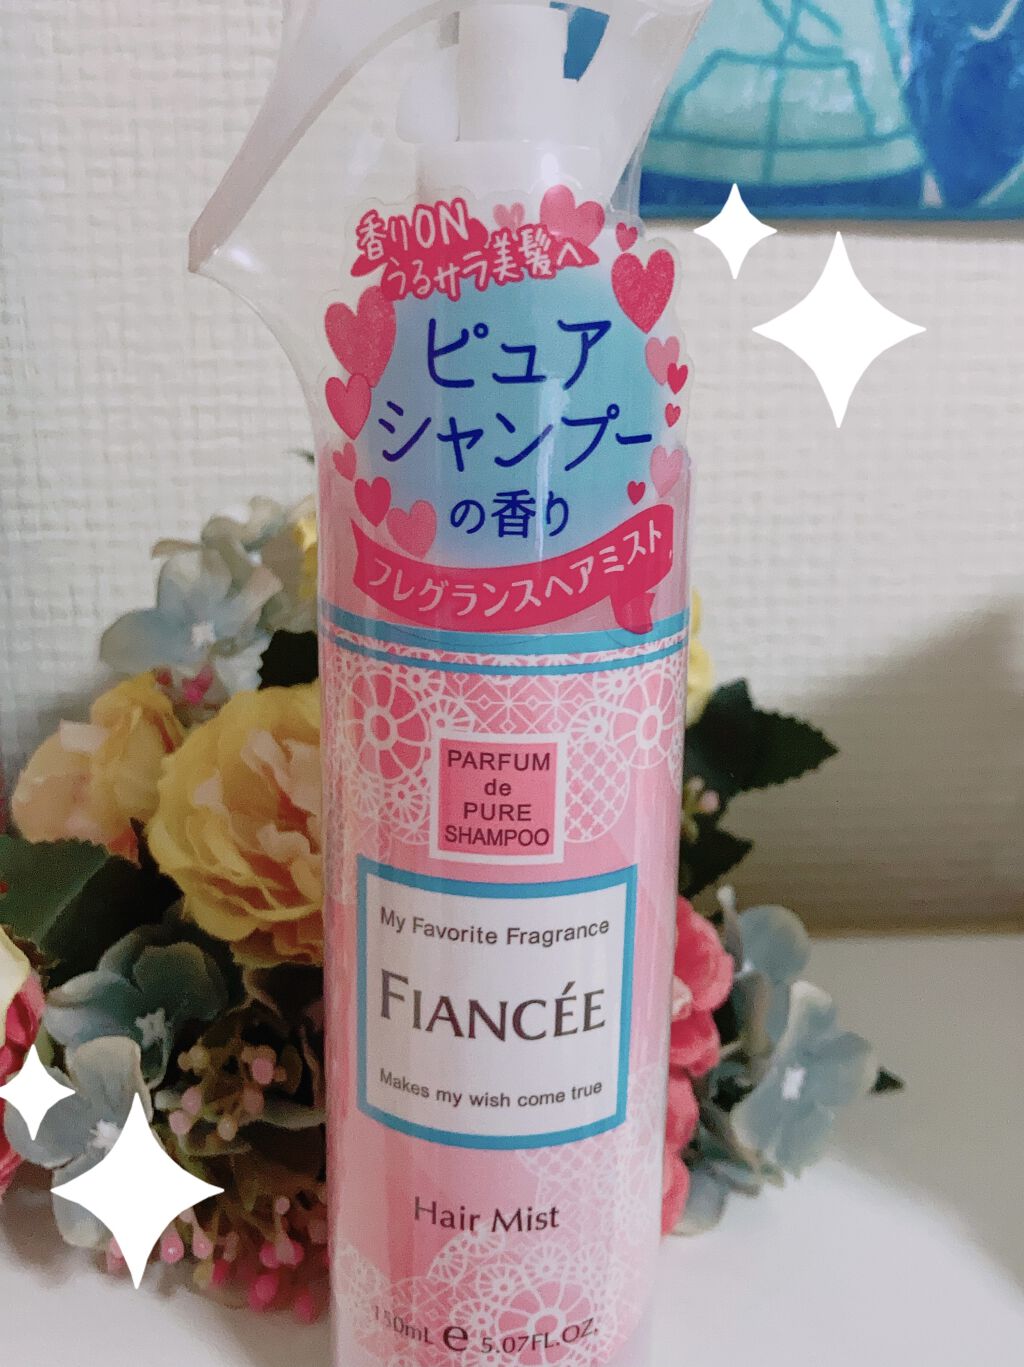 香りON
うるサラ美髪へ
ピュア
シャンプー
の香り
フレグランスヘアミスト
PARFUM
de
PURE
SHAMPOO
My Favorite Fragrance
FIANCÉE
Makes my wish come true
Hair Mist
150mL e 5.07FL.OZ.